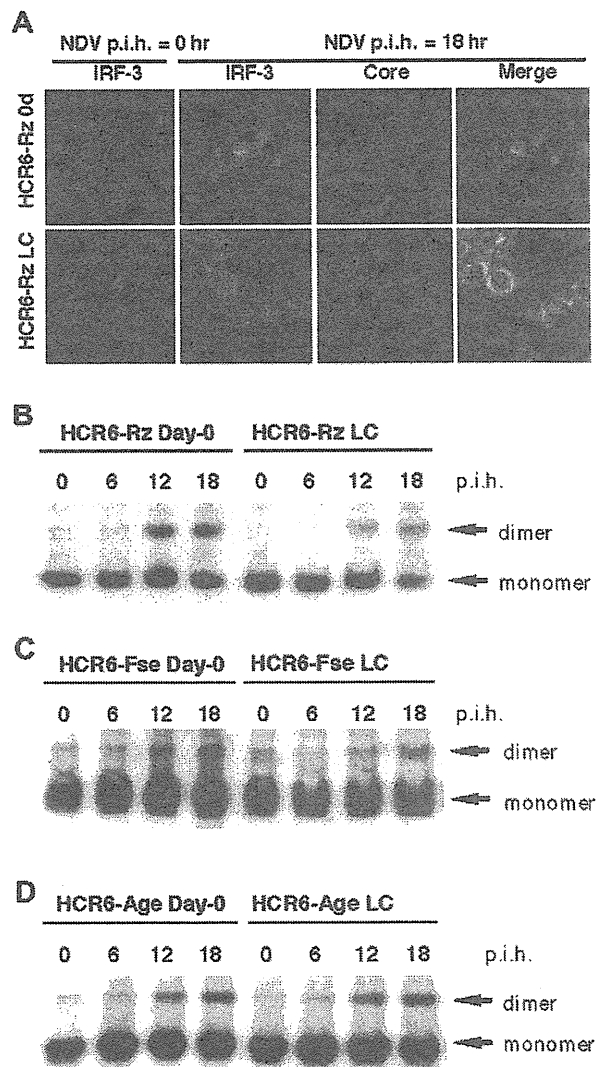 A
NDV p.i.h. = 0 hr NDV p.i.h. = 18 hr
IRF-3 IRF-3 Core Merge
HCR6-Rz 0d
HCR6-Rz LC
B
HCR6-Rz Day-0 HCR6-Rz LC
0 6 12 18 0 6 12 18 p.i.h.
dimer
monomer
C
HCR6-Fse Day-0 HCR6-Fse LC
0 6 12 18 0 6 12 18 p.i.h.
dimer
monomer
D
HCR6-Age Day-0 HCR6-Age LC
0 6 12 18 0 6 12 18 p.i.h.
dimer
monomer